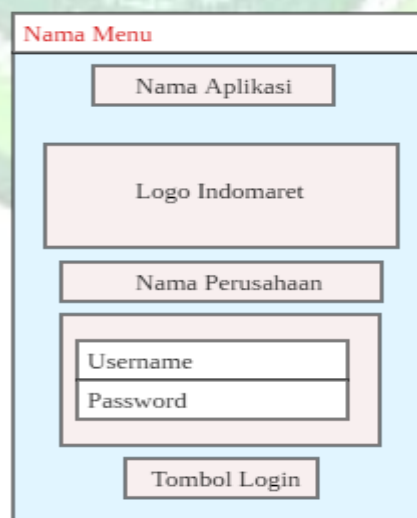 Nama Menu
Nama Aplikasi
Logo Indomaret
Nama Perusahaan
Username
Password
Tombol Login